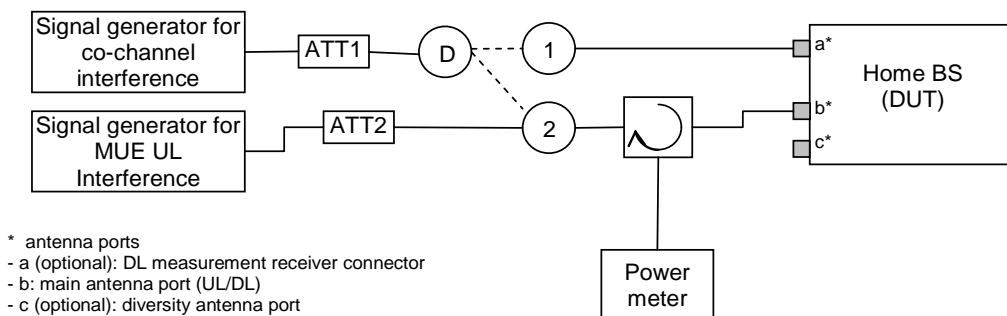 Signal generator for
co-channel
interference
ATT1
D
1
a*
Home BS
(DUT)
Signal generator for
MUE UL
Interference
ATT2
2
b*
c*
Power
meter
* antenna ports
- a (optional): DL measurement receiver connector
- b: main antenna port (UL/DL)
- c (optional): diversity antenna port